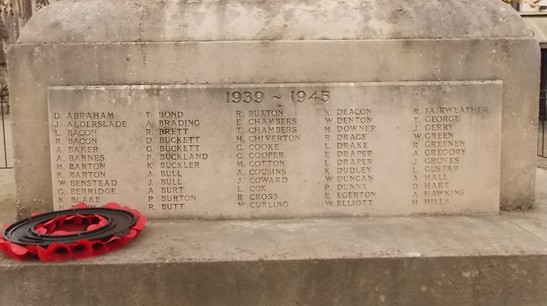 1939 ~ 1945
D. ABRAHAM
J. ALDERSLADE
L. BACON
R. BACON
A. BAKER
A. BARNES
H. BARTON
K. BARTON
W. BENSTEAD
G. BERRIDGE
K. BLAKE
T. BOND
A. BRADING
R. BRETT
D. BUCKETT
G. BUCKETT
P. BUCKLAND
K. BUCKLER
A. BULL
J. BULL
A. BURT
P. BURTON
R. BUTT
R. BUXTON
E. CHAMBERS
T. CHAMBERS
H. CHIVERTON
G. COOKE
G. COOPER
M. COTTON
A. COUSINS
J. COWARD
L. COX
R. CROSS
W. CURLING
K. DEACON
W. DENTON
H. DOWNER
R. DRAGE
L. DRAKE
E. DRAPER
L. DRAPER
K. DUDLEY
W. DUNCAN
P. DUNNE
E. EGERTON
W. ELLIOTT
R. FAIRWEATHER
T. GEORGE
J. GERRY
W. GREEN
R. GREENEN
A. GREGORY
J. GROVES
L. GUSTAR
A. HALL
D. HART
A. HAWKINS
H. HILLS